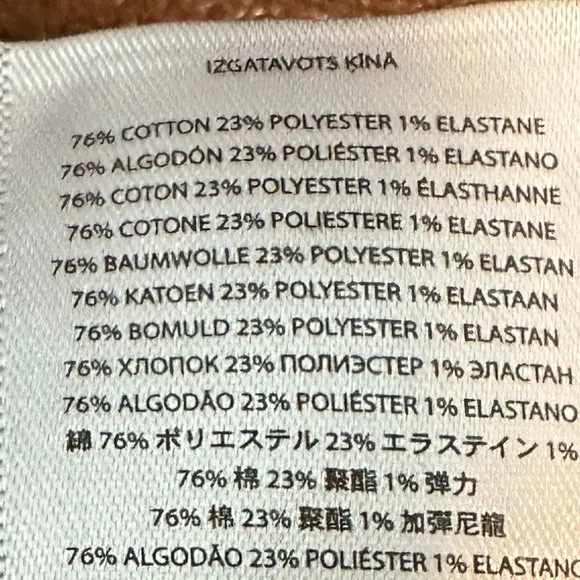 IZGATAVOTS ĶĪNĀ
76% COTTON 23% POLYESTER 1% ELASTANE
76% ALGODÓN 23% POLIÉSTER 1% ELASTANO
76% COTON 23% POLYESTER 1% ÉLASTHANNE
76% COTONE 23% POLIESTERE 1% ELASTANE
76% BAUMWOLLE 23% POLYESTER 1% ELASTAN
76% KATOEN 23% POLYESTER 1% ELASTAAN
76% BOMULD 23% POLYESTER 1% ELASTAN
76% ХЛОПОК 23% ПОЛИЭСТЕР 1% ЭЛАСТАН
76% ALGODÃO 23% POLIÉSTER 1% ELASTANO
綿 76% ポリエステル 23% エラステイン 1%
76% 棉 23% 聚酯 1% 弹力
76% 棉 23% 聚酯 1% 加彈尼龍
76% ALGODÃO 23% POLIÉSTER 1% ELASTANO